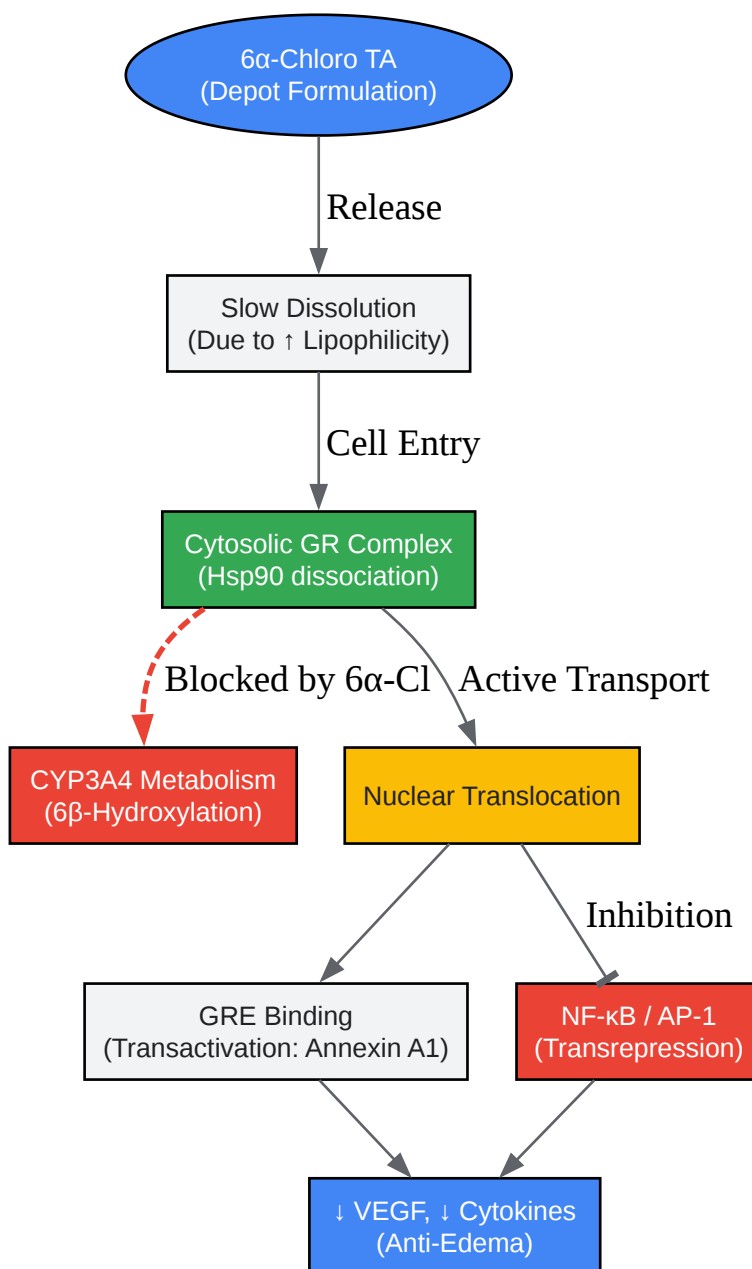 6α-Chloro TA
(Depot Formulation)
Release
Slow Dissolution
(Due to ↑ Lipophilicity)
Cell Entry
Cytosolic GR Complex
(Hsp90 dissociation)
Blocked by 6α-Cl
Active Transport
CYP3A4 Metabolism
(6β-Hydroxylation)
Nuclear Translocation
Inhibition
GRE Binding
(Transactivation: Annexin A1)
NF-κB / AP-1
(Transrepression)
↓ VEGF, ↓ Cytokines
(Anti-Edema)